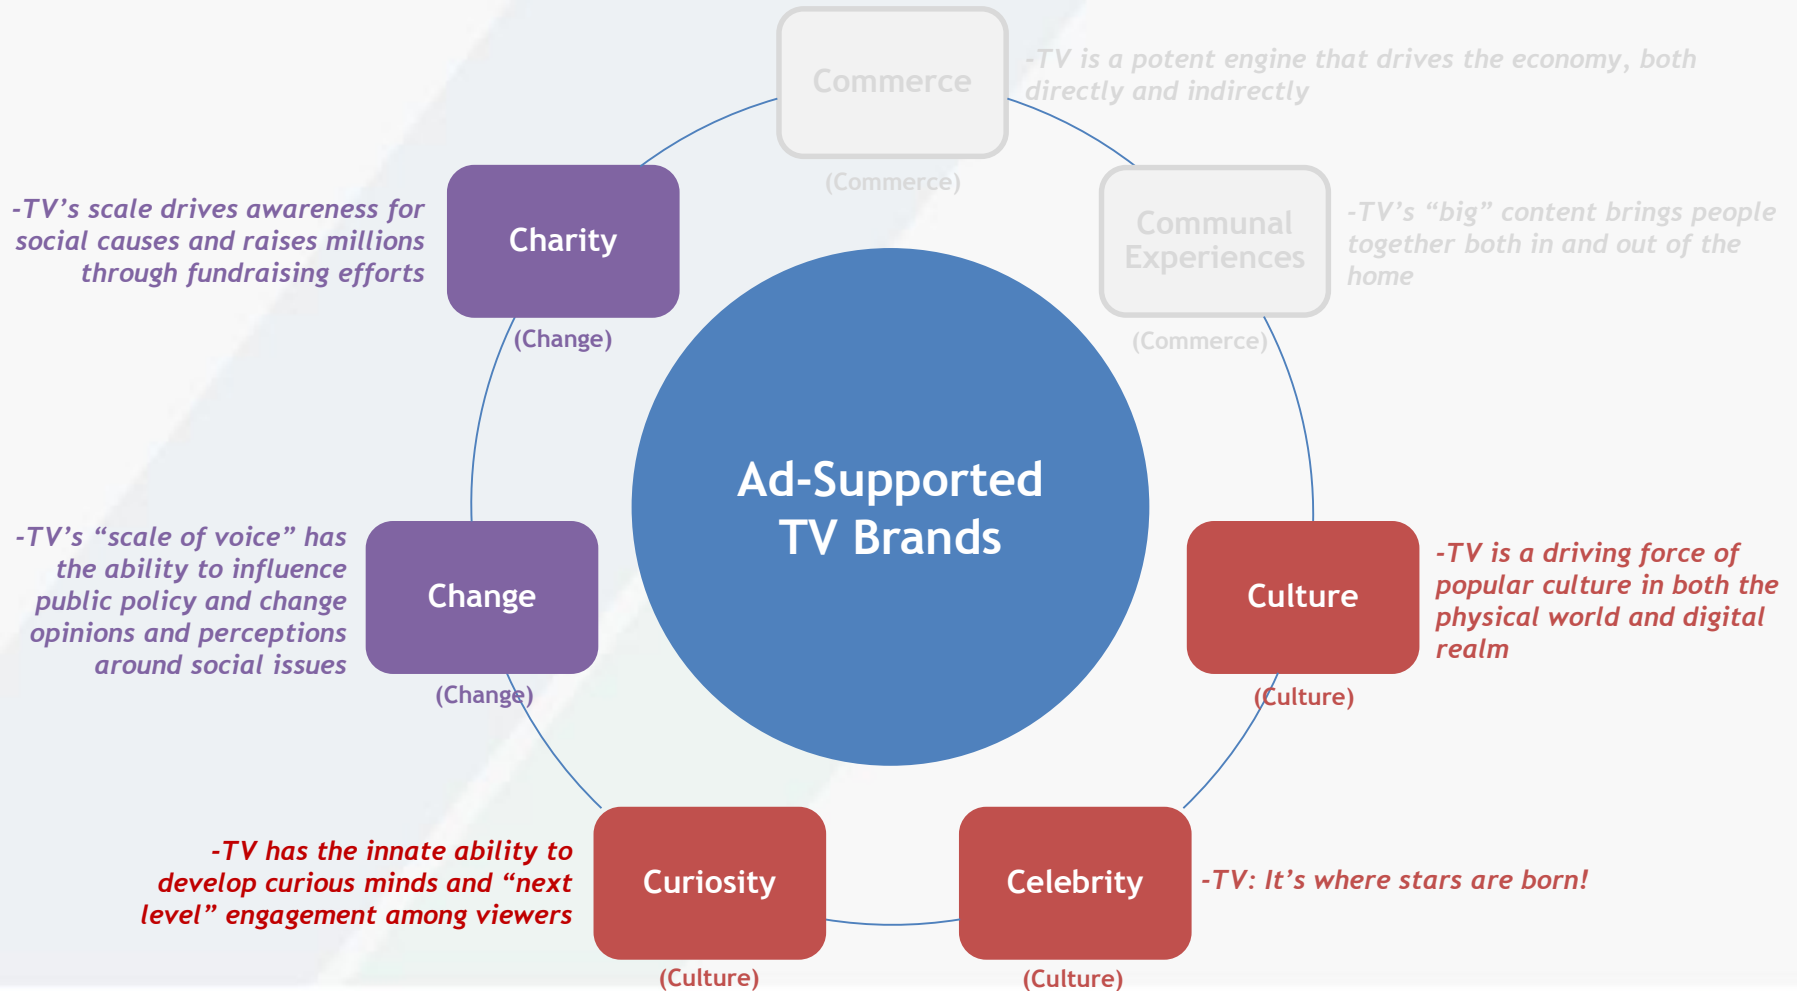 Commerce
-TV is a potent engine that drives the economy, both
directly and indirectly
(Commerce)
Communal
Experiences
-TV’s “big” content brings people
together both in and out of the
home
(Commerce)
Culture
-TV is a driving force of
popular culture in both the
physical world and digital
realm
(Culture)
Celebrity
-TV: It’s where stars are born!
(Culture)
Curiosity
-TV has the innate ability to
develop curious minds and “next
level” engagement among viewers
(Culture)
Change
-TV’s “scale of voice” has
the ability to influence
public policy and change
opinions and perceptions
around social issues
(Change)
Charity
-TV’s scale drives awareness for
social causes and raises millions
through fundraising efforts
(Change)
Ad-Supported
TV Brands